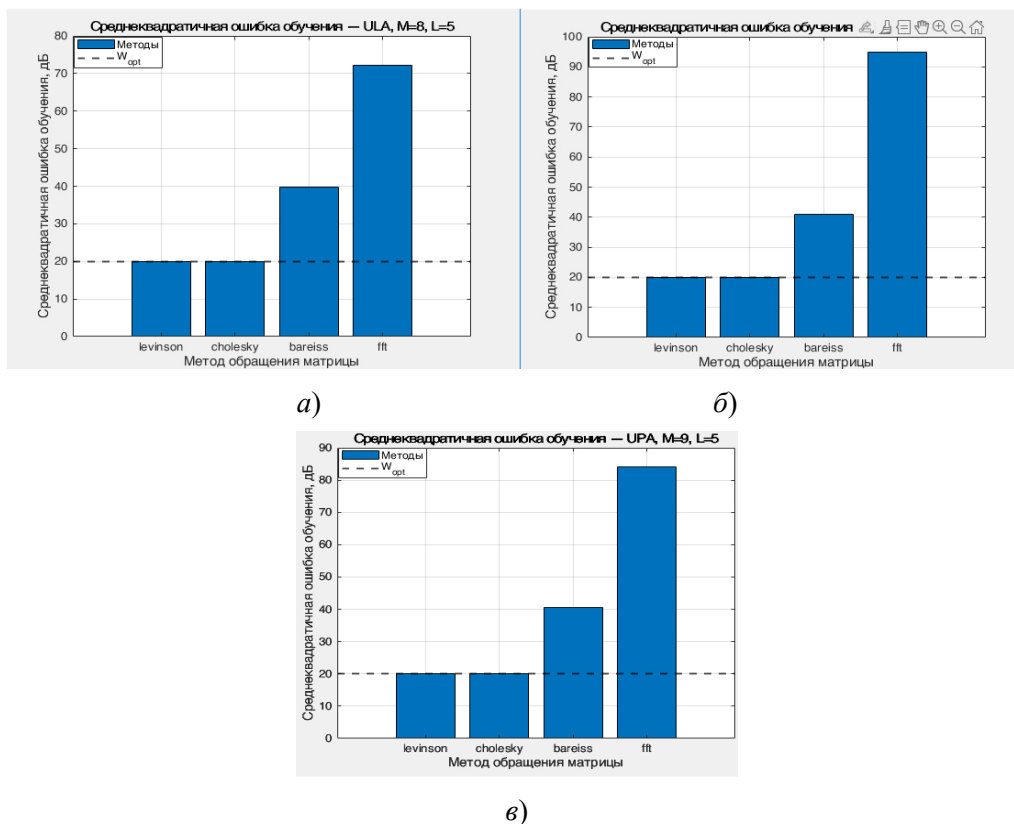 Среднеквадратичная ошибка обучения — ULA, M=8, L=5
80
70
60
50
40
30
20
10
0
Среднеквадратичная ошибка обучения, дБ
Методы
W_opt
levinson cholesky bareiss fft
Метод обращения матрицы
а)
Среднеквадратичная ошибка обучения
100
90
80
70
60
50
40
30
20
10
0
Среднеквадратичная ошибка обучения, дБ
Методы
W_opt
levinson cholesky bareiss fft
Метод обращения матрицы
б)
Среднеквадратичная ошибка обучения — UPA, M=9, L=5
90
80
70
60
50
40
30
20
10
0
Среднеквадратичная ошибка обучения, дБ
Методы
W_opt
levinson cholesky bareiss fft
Метод обращения матрицы
в)